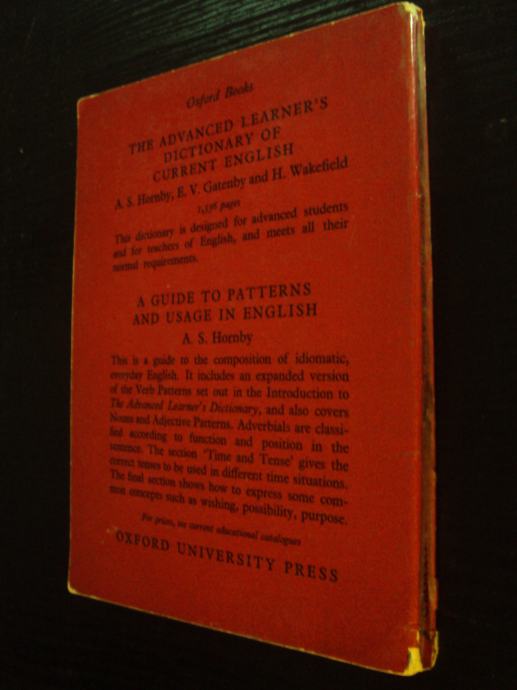 Oxford Books
THE ADVANCED LEARNER'S
DICTIONARY OF
CURRENT ENGLISH
A. S. Hornby, E. V. Gatenby and H. Wakefield
1,536 pages
This dictionary is designed for advanced students
and for teachers of English, and meets all their
normal requirements.
A GUIDE TO PATTERNS
AND USAGE IN ENGLISH
A. S. Hornby
This is a guide to the composition of idiomatic,
everyday English. It includes an expanded version
of the Verb Patterns set out in the Introduction to
The Advanced Learner's Dictionary, and also covers
Nouns and Adjective Patterns. Adverbials are classi-
fied according to function and position in the
sentence. The section 'Time and Tense' gives the
correct tenses to be used in different time situations.
The final section shows how to express some com-
mon concepts such as wishing, possibility, purpose.
For prices, see current educational catalogues
OXFORD UNIVERSITY PRESS